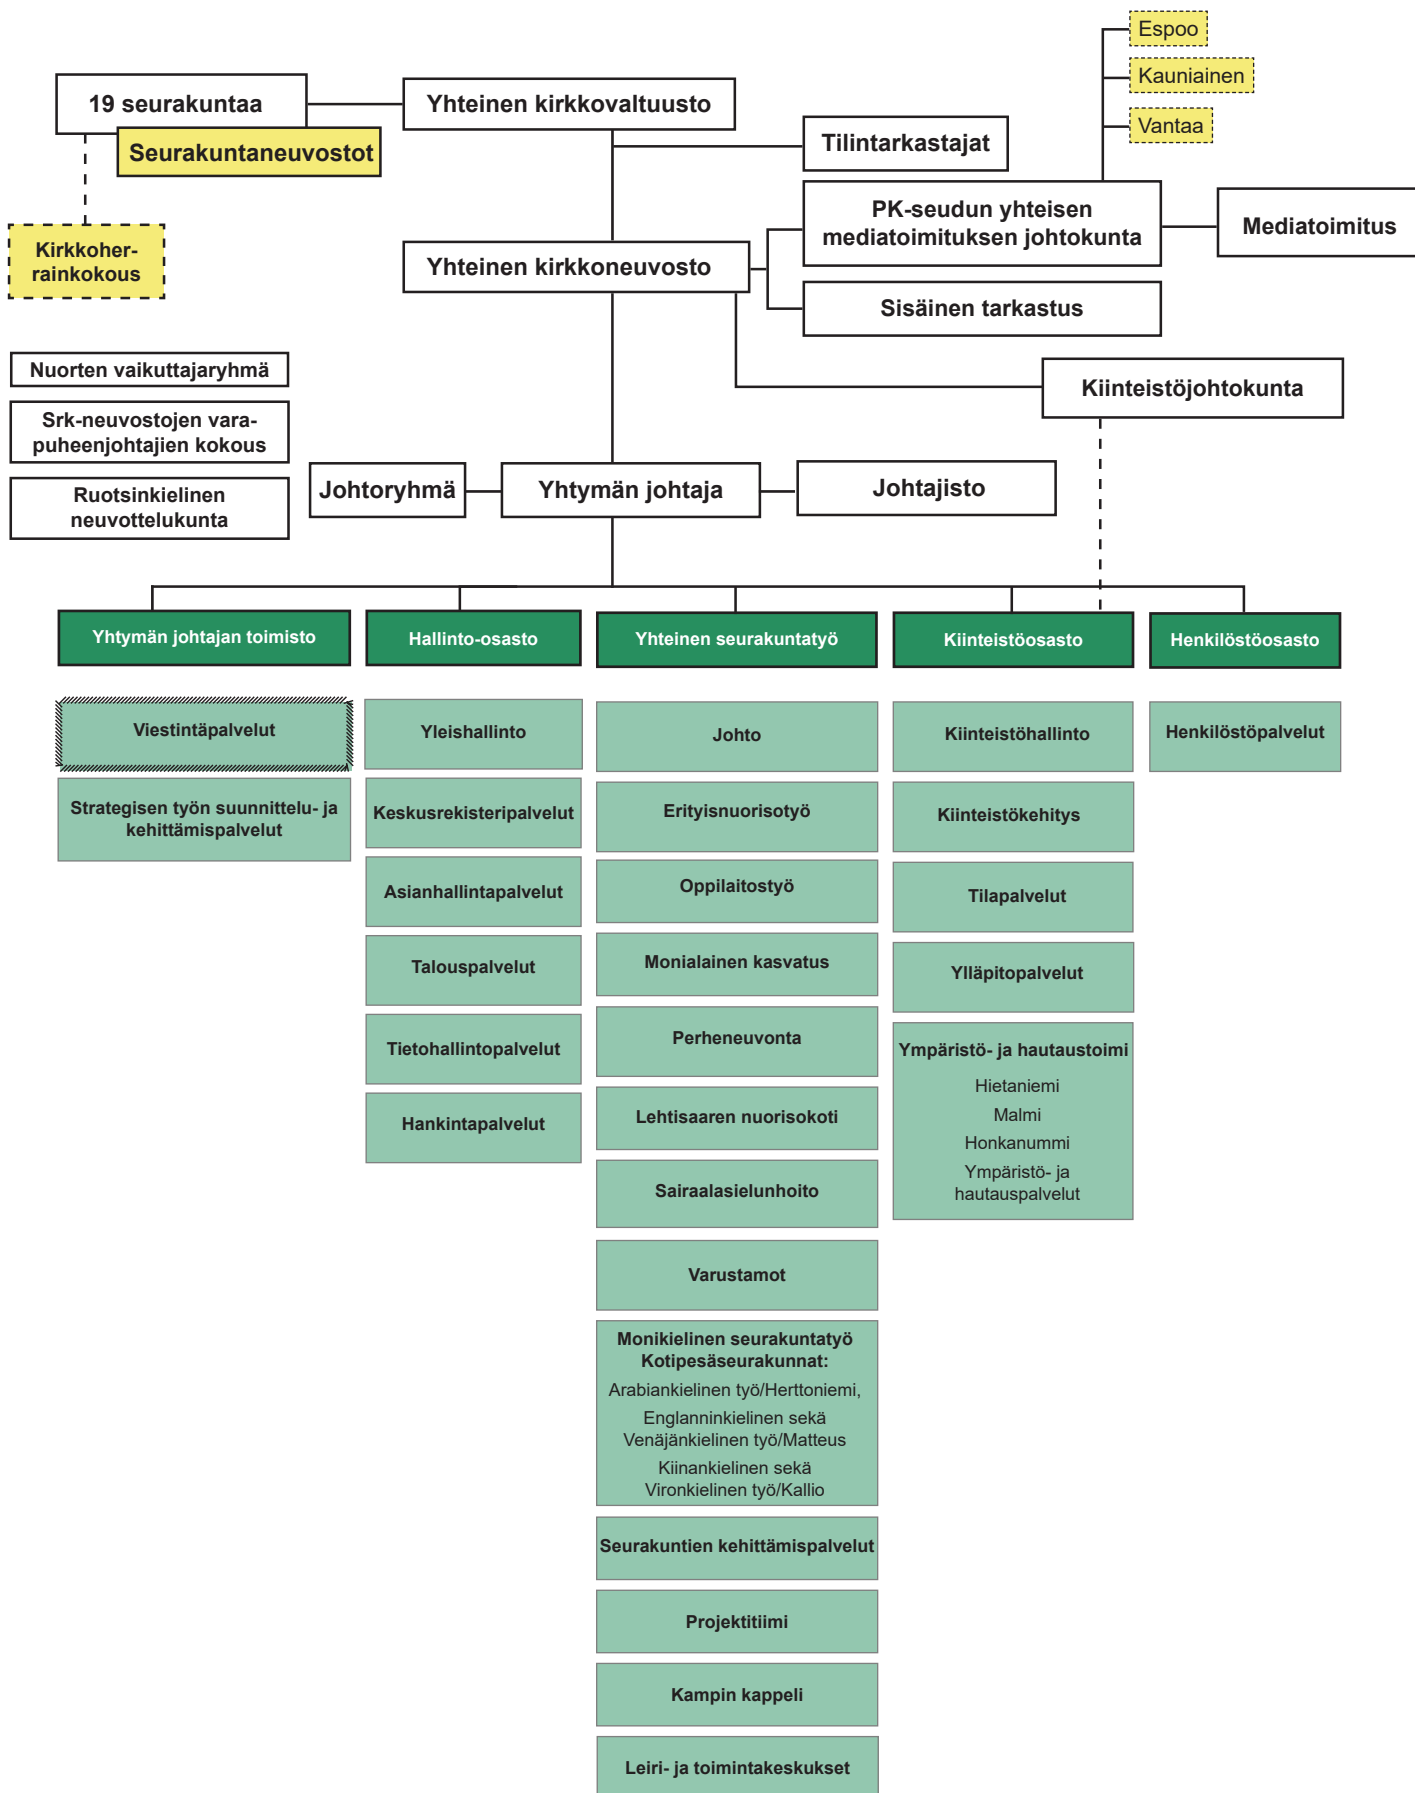 Espoo
Kauniainen
Vantaa
19 seurakuntaa
Seurakuntaneuvostot
Yhteinen kirkkovaltuusto
Tilintarkastajat
PK-seudun yhteisen
mediatoimituksen johtokunta
Mediatoimitus
Kirkkoher-
rainkokous
Yhteinen kirkkoneuvosto
Sisäinen tarkastus
Nuorten vaikuttajaryhmä
Srk-neuvostojen vara-
puheenjohtajien kokous
Ruotsinkielinen
neuvottelukunta
Kiinteistöjohtokunta
Johtoryhmä
Yhtymän johtaja
Johtajisto
Yhtymän johtajan toimisto
Hallinto-osasto
Yhteinen seurakuntatyö
Kiinteistöosasto
Henkilöstöosasto
Viestintäpalvelut
Strategisen työn suunnittelu- ja
kehittämispalvelut
Yleishallinto
Keskusrekisteripalvelut
Asianhallintapalvelut
Talouspalvelut
Tietohallintopalvelut
Hankintapalvelut
Johto
Erityisnuorisotyö
Oppilaitostyö
Monialainen kasvatus
Perheneuvonta
Lehtisaaren nuorisokoti
Sairaalasielunhoito
Varustamot
Monikielinen seurakuntatyö
Kotipesäseurakunnat:
Arabiankielinen työ/Herttoniemi,
Englanninkielinen sekä
Venäjänkielinen työ/Matteus
Kiinankielinen sekä
Vironkielinen työ/Kallio
Seurakuntien kehittämispalvelut
Projektitiimi
Kampin kappeli
Leiri- ja toimintakeskukset
Kiinteistöhallinto
Kiinteistökehitys
Tilapalvelut
Ylläpitopalvelut
Ympäristö- ja hautaustoimi
Hietaniemi
Malmi
Honkanummi
Ympäristö- ja
hautauspalvelut
Henkilöstöpalvelut